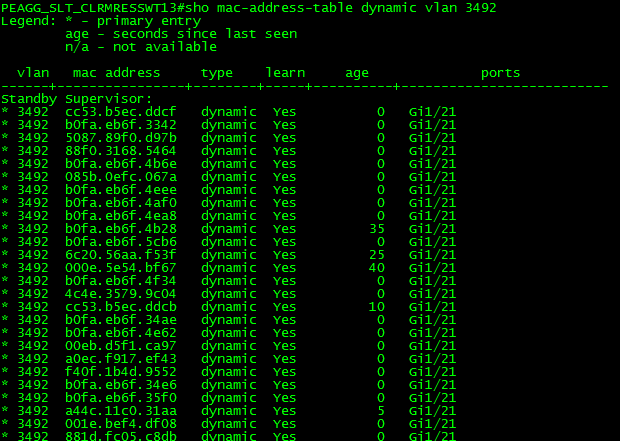 PEAGG_SLT_CLRMRESSWT13#sho mac-address-table dynamic vlan 3492
Legend: * - primary entry
        age - seconds since last seen
        n/a - not available

  vlan   mac address     type    learn     age              ports
------+----------------+--------+-----+----------+--------------------------
Standby Supervisor:
* 3492  cc53.b5ec.ddcf   dynamic  Yes          0   Gi1/21
* 3492  b0fa.eb6f.3342   dynamic  Yes          0   Gi1/21
* 3492  5087.89f0.d97b   dynamic  Yes          0   Gi1/21
* 3492  88f0.3168.5464   dynamic  Yes          0   Gi1/21
* 3492  b0fa.eb6f.4b6e   dynamic  Yes          0   Gi1/21
* 3492  085b.0efc.067a   dynamic  Yes          0   Gi1/21
* 3492  b0fa.eb6f.4eee   dynamic  Yes          0   Gi1/21
* 3492  b0fa.eb6f.4af0   dynamic  Yes          0   Gi1/21
* 3492  b0fa.eb6f.4ea8   dynamic  Yes          0   Gi1/21
* 3492  b0fa.eb6f.4b28   dynamic  Yes         35   Gi1/21
* 3492  b0fa.eb6f.5cb6   dynamic  Yes          0   Gi1/21
* 3492  6c20.56aa.f53f   dynamic  Yes         25   Gi1/21
* 3492  000e.5e54.bf67   dynamic  Yes         40   Gi1/21
* 3492  b0fa.eb6f.4f34   dynamic  Yes          0   Gi1/21
* 3492  4c4e.3579.9c04   dynamic  Yes          0   Gi1/21
* 3492  cc53.b5ec.ddcb   dynamic  Yes         10   Gi1/21
* 3492  b0fa.eb6f.34ae   dynamic  Yes          0   Gi1/21
* 3492  b0fa.eb6f.4e62   dynamic  Yes          0   Gi1/21
* 3492  00eb.d5f1.ca97   dynamic  Yes          0   Gi1/21
* 3492  a0ec.f917.ef43   dynamic  Yes          0   Gi1/21
* 3492  f40f.1b4d.9552   dynamic  Yes          0   Gi1/21
* 3492  b0fa.eb6f.34e6   dynamic  Yes          0   Gi1/21
* 3492  b0fa.eb6f.35f0   dynamic  Yes          0   Gi1/21
* 3492  a44c.11c0.31aa   dynamic  Yes          5   Gi1/21
* 3492  001e.bef4.df08   dynamic  Yes          0   Gi1/21
* 3492  881d.fc05.c8db   dynamic  Yes          0   Gi1/21